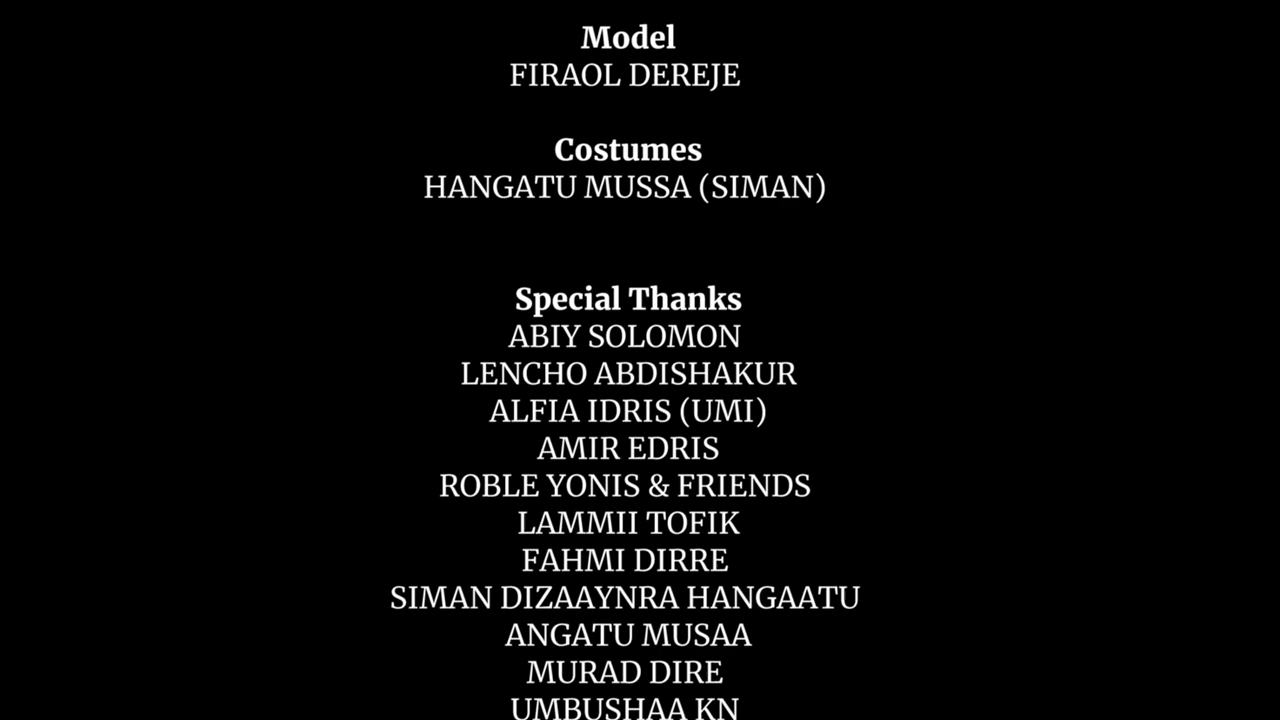 Model
FIRAOL DEREJE
Costumes
HANGATU MUSSA (SIMAN)
Special Thanks
ABIY SOLOMON
LENCHO ABDISHAKUR
ALFIA IDRIS (UMI)
AMIR EDRIS
ROBLE YONIS & FRIENDS
LAMMII TOFIK
FAHMI DIRRE
SIMAN DIZAAYNRA HANGAATU
ANGATU MUSAA
MURAD DIRE
UMBUSHAA KN